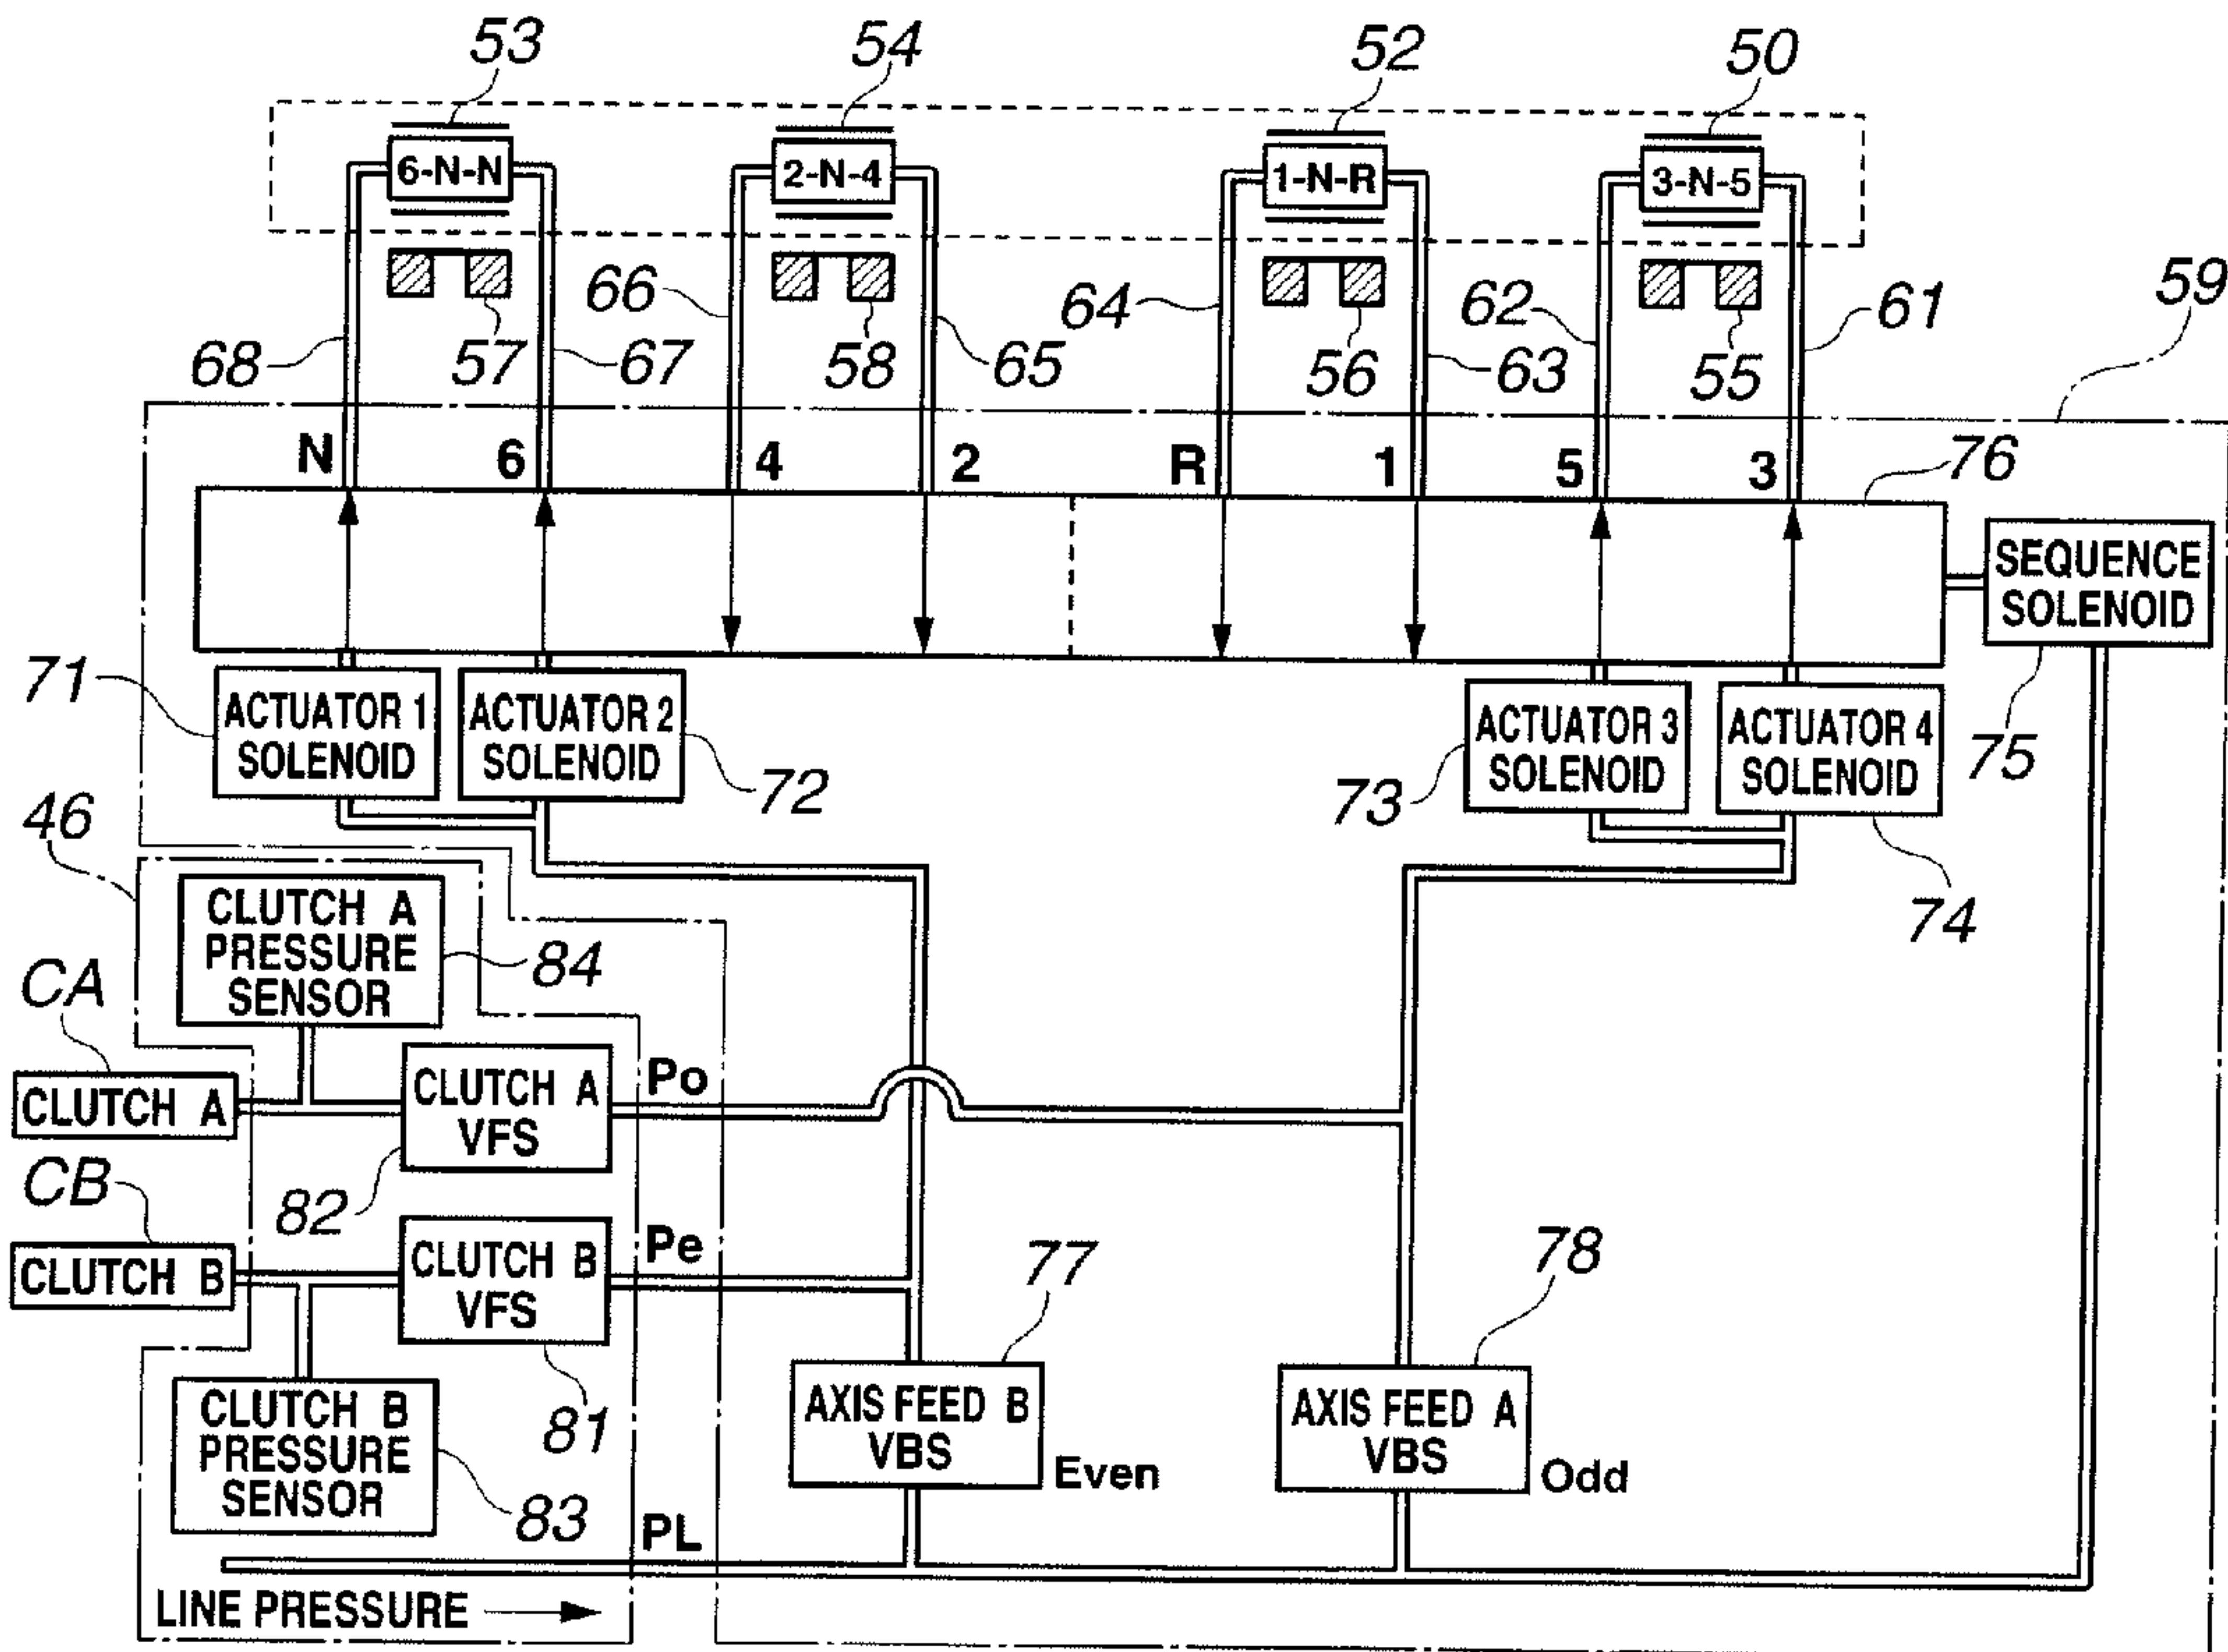 53
54
52
50
6-N-N
2-N-4
1-N-R
3-N-5
59
68
57
67
66
58
65
64
56
63
62
55
61
N
6
4
2
R
1
5
3
76
SEQUENCE
SOLENOID
75
71
ACTUATOR 1
SOLENOID
ACTUATOR 2
SOLENOID
72
73
ACTUATOR 3
SOLENOID
ACTUATOR 4
SOLENOID
74
46
CLUTCH A
PRESSURE
SENSOR
84
CA
CLUTCH A
CLUTCH A
VFS
82
Po
CB
CLUTCH B
CLUTCH B
VFS
81
Pe
77
78
CLUTCH B
PRESSURE
SENSOR
83
AXIS FEED B
VBS
Even
AXIS FEED A
VBS
Odd
PL
LINE PRESSURE